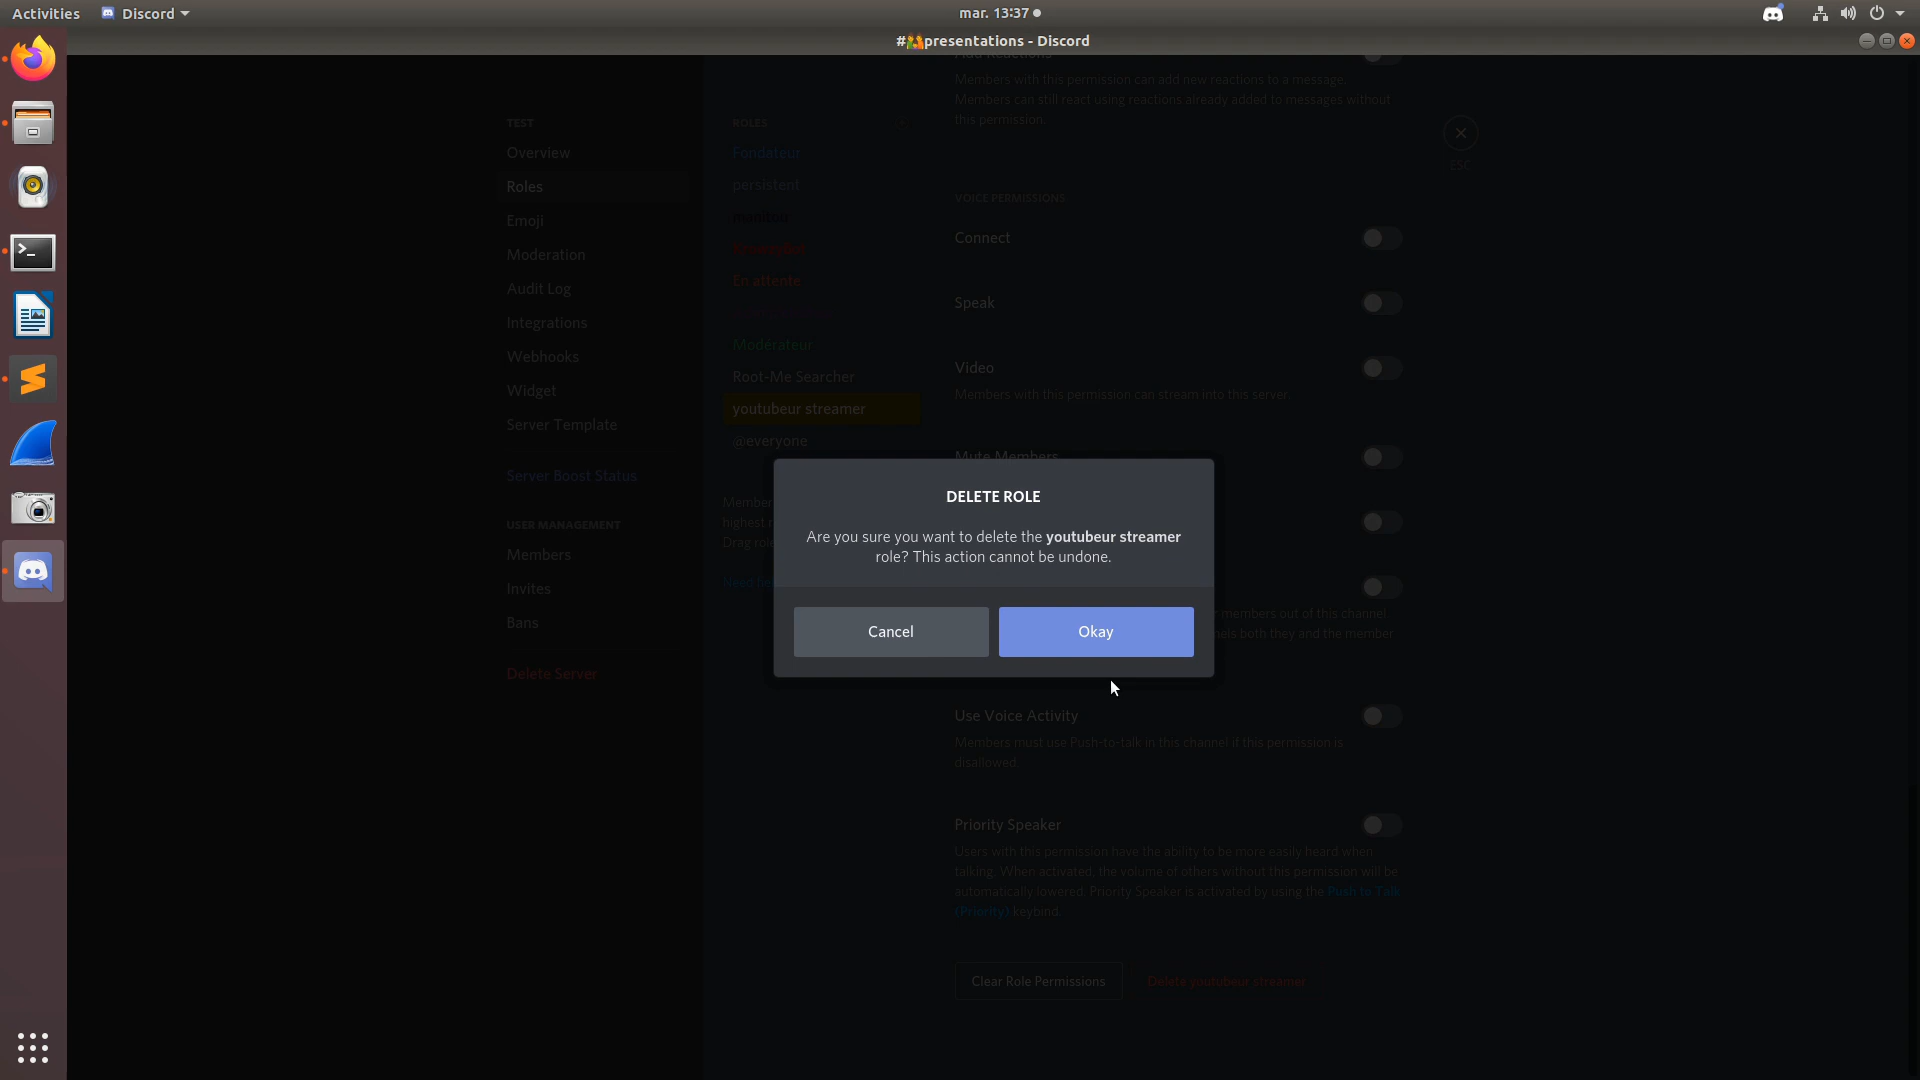 Activities
Discord
mar. 13:37
#presentations - Discord
Members with this permission can add new reactions to a message.
Members can still react using reactions already added to messages without
this permission.
TEST
Overview
Roles
Emoji
Moderation
Audit Log
Integrations
Webhooks
Widget
Server Template
Server Boost Status
USER MANAGEMENT
Members
Invites
Bans
Delete Server
ROLES
Fondateur
persistent
En attente
Modérateur
Root-Me Searcher
youtubeur streamer
@everyone
ESC
VOICE PERMISSIONS
Connect
Speak
Video
Members with this permission can stream into this server.
Mute Members
DELETE ROLE
Are you sure you want to delete the youtubeur streamer
role? This action cannot be undone.
Cancel
Okay
members out of this channel
both they and the member
Use Voice Activity
Members must use Push-to-talk in this channel if this permission is
disallowed
Priority Speaker
Users with this permission have the ability to be more easily heard when
talking. When activated, the volume of others without this permission will be
automatically lowered. Priority Speaker is activated by using the Push to Talk
(Priority) keybind.
Clear Role Permissions
Delete youtubeur streamer